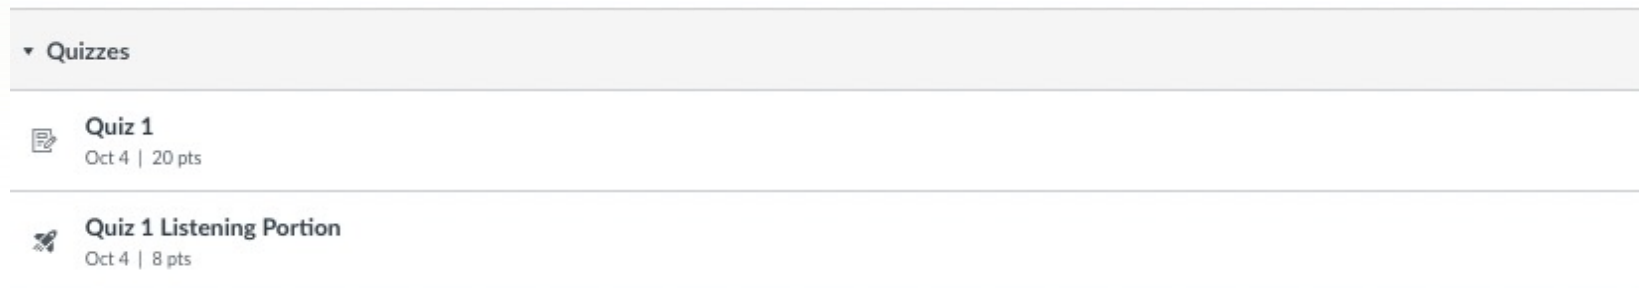 Quizzes
Quiz 1
Oct 4 | 20 pts
Quiz 1 Listening Portion
Oct 4 | 8 pts